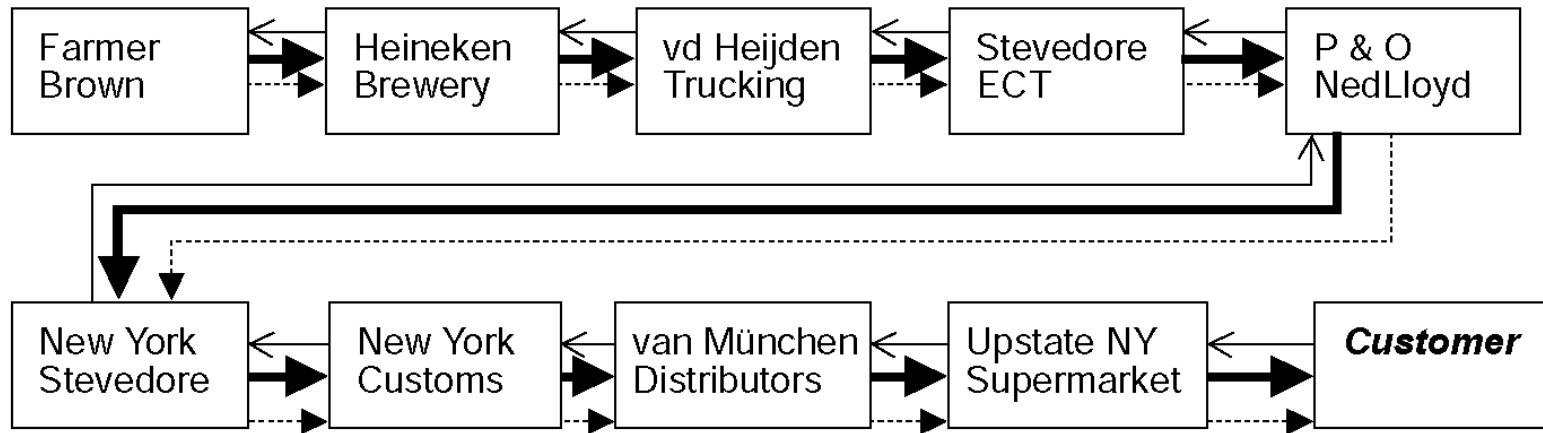 Farmer
Brown
Heineken
Brewery
vd Heijden
Trucking
Stevedore
ECT
P & O
NedLloyd
New York
Stevedore
New York
Customs
van München
Distributors
Upstate NY
Supermarket
Customer